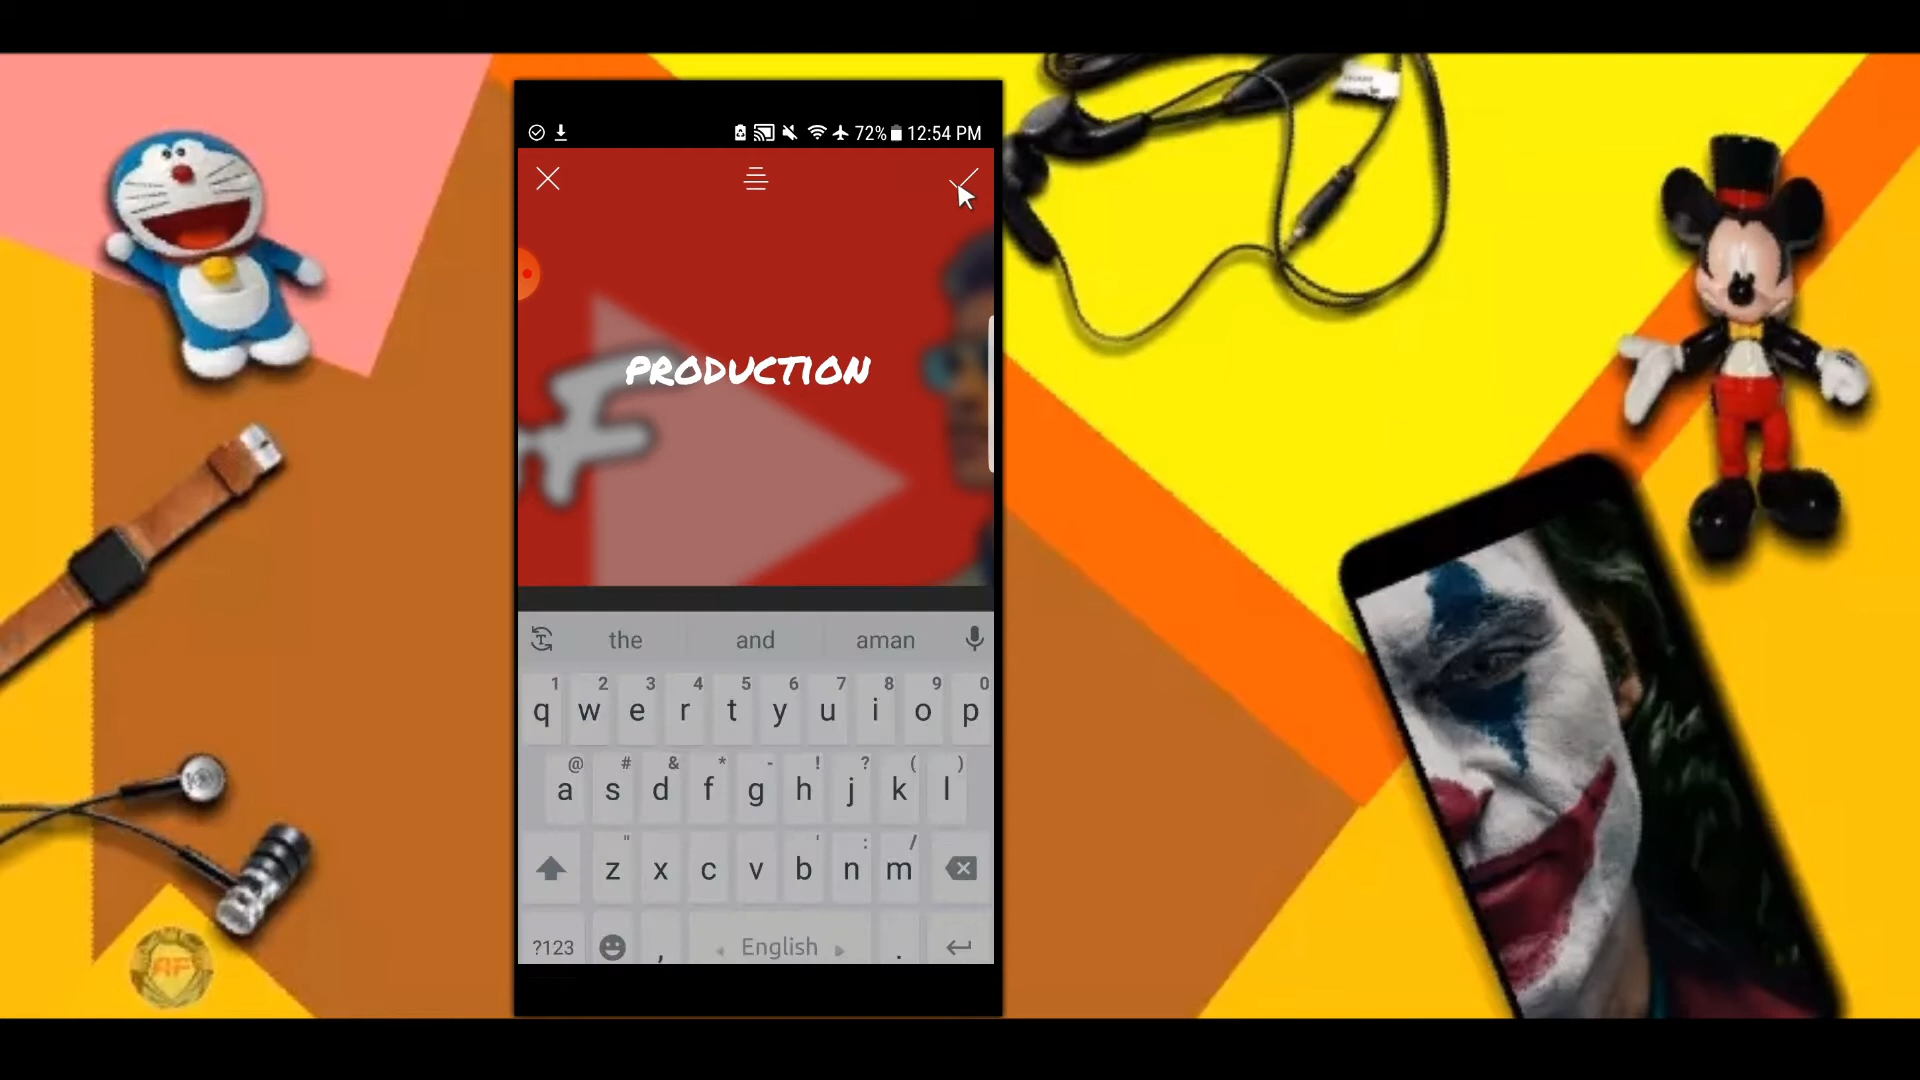 72% 12:54 PM
PRODUCTION
F
the and aman
1 2 3 4 5 6 7 8 9 0
q w e r t y u i o p
@ # & * - ! ? ( )
a s d f g h j k l
" ' : /
z x c v b n m
?123 , English .
AF